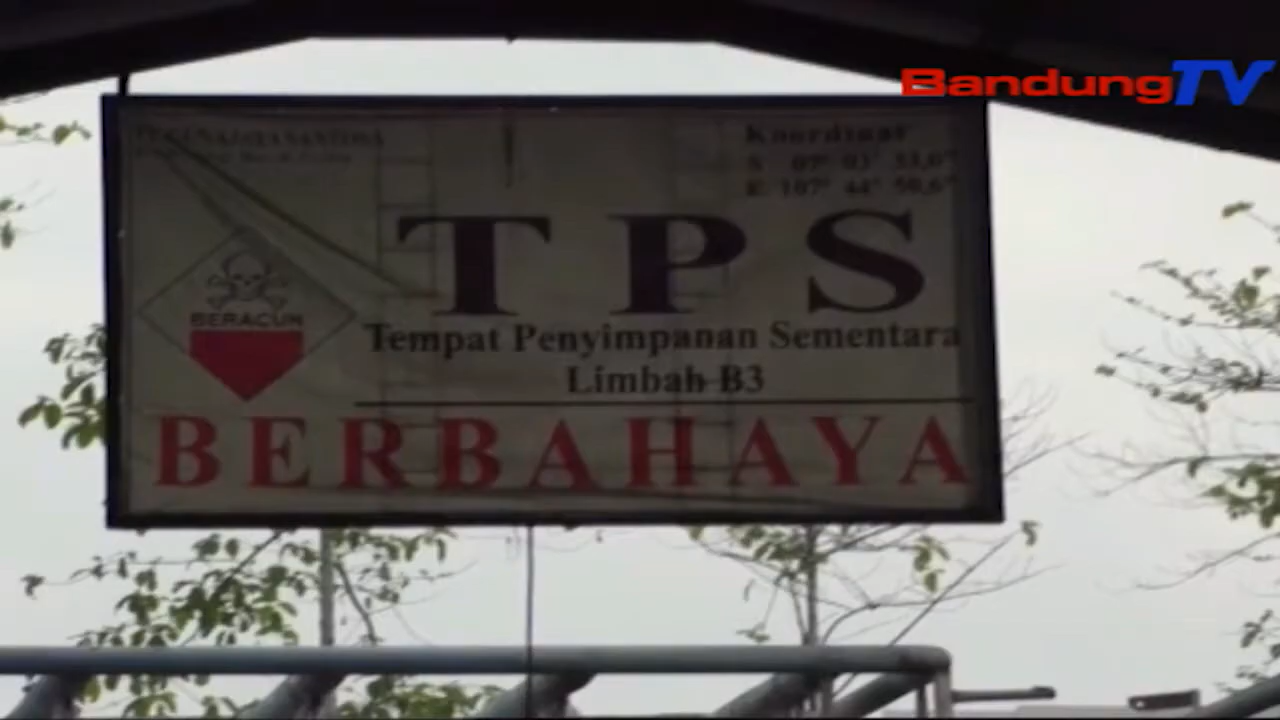 BandungTV
Koordinat
TPS
BERACUN
Tempat Penyimpanan Sementara
Limbah B3
BERBAHAYA